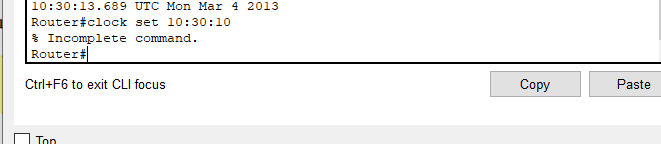 10:30:13.689 UTC Mon Mar 4 2013
Router#clock set 10:30:10
% Incomplete command.
Router#
Ctrl+F6 to exit CLI focus
Copy
Paste
Top